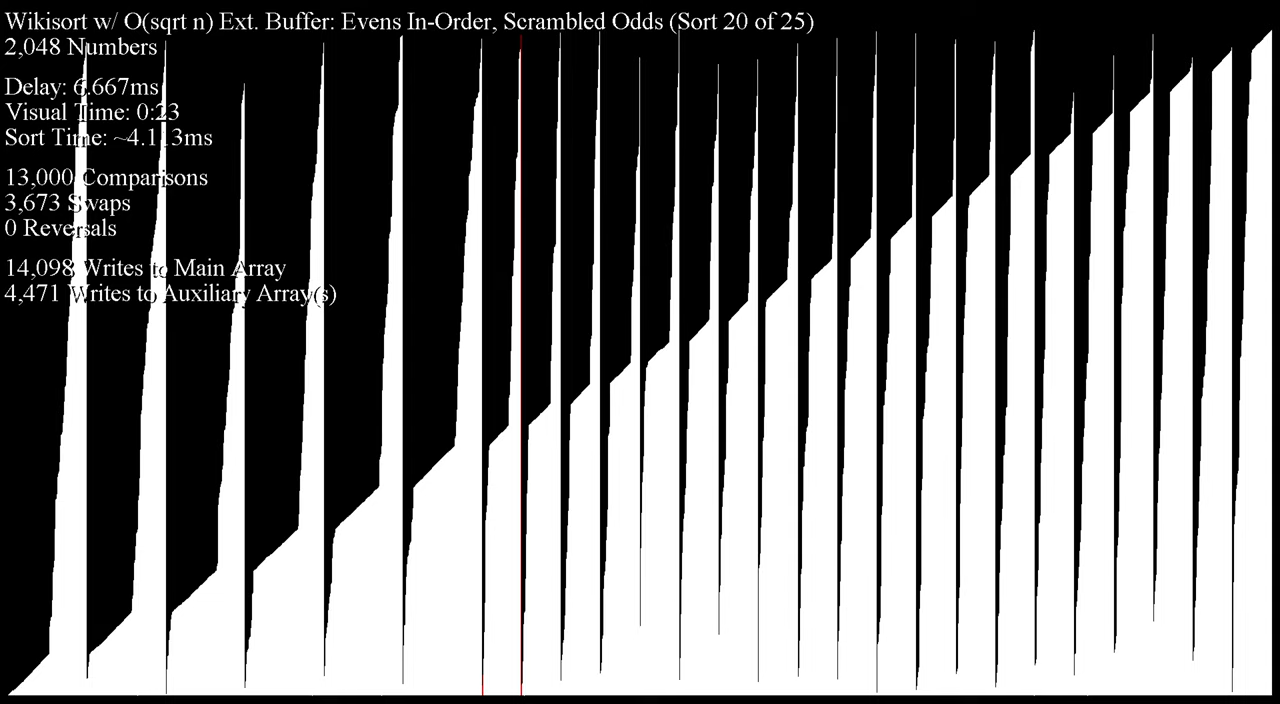 Wikisort w/ O(sqrt n) Ext. Buffer: Evens In-Order, Scrambled Odds (Sort 20 of 25)
2,048 Numbers
Delay: 6.667ms
Visual Time: 0:23
Sort Time: ~4.113ms
13,000 Comparisons
3,673 Swaps
0 Reversals
14,098 Writes to Main Array
4,471 Writes to Auxiliary Array(s)